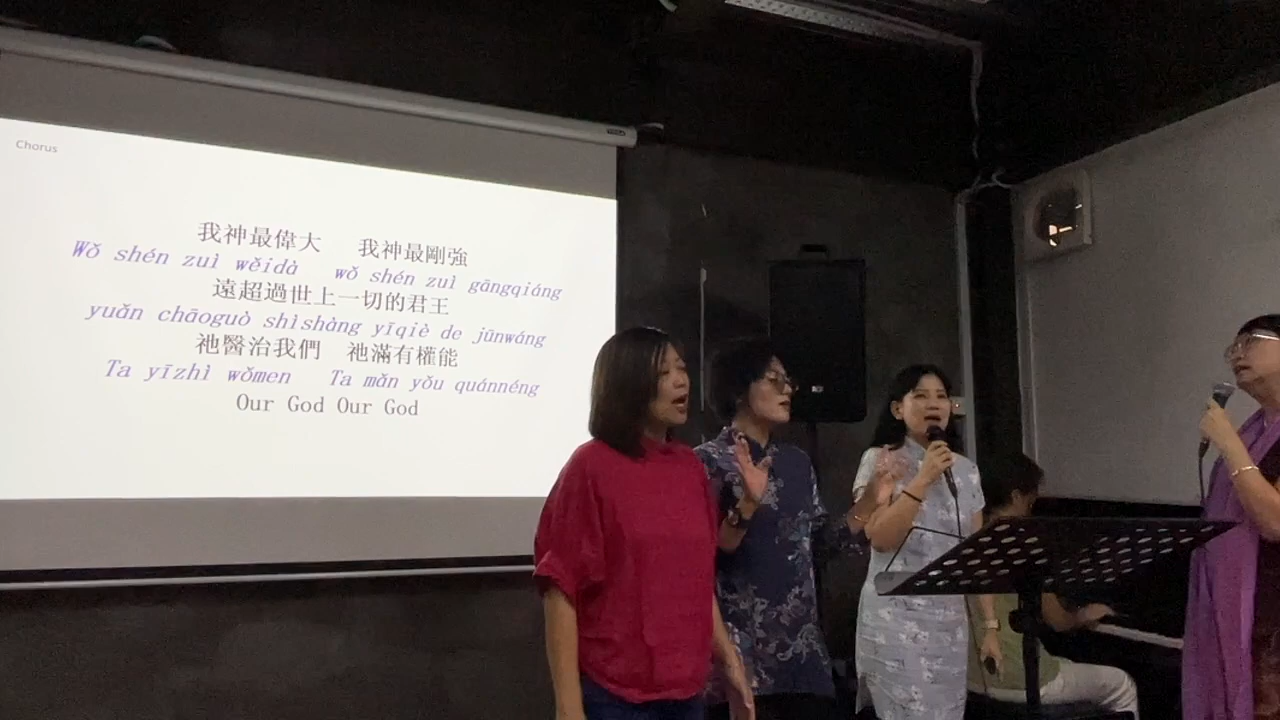 Chorus
我神最偉大 我神最剛強
Wǒ shén zuì wěidà wǒ shén zuì gāngqiáng
遠超過世上一切的君王
yuǎn chāoguò shìshàng yīqiè de jūnwáng
祂醫治我們 祂滿有權能
Ta yīzhì wǒmen Ta mǎn yǒu quánnéng
Our God Our God